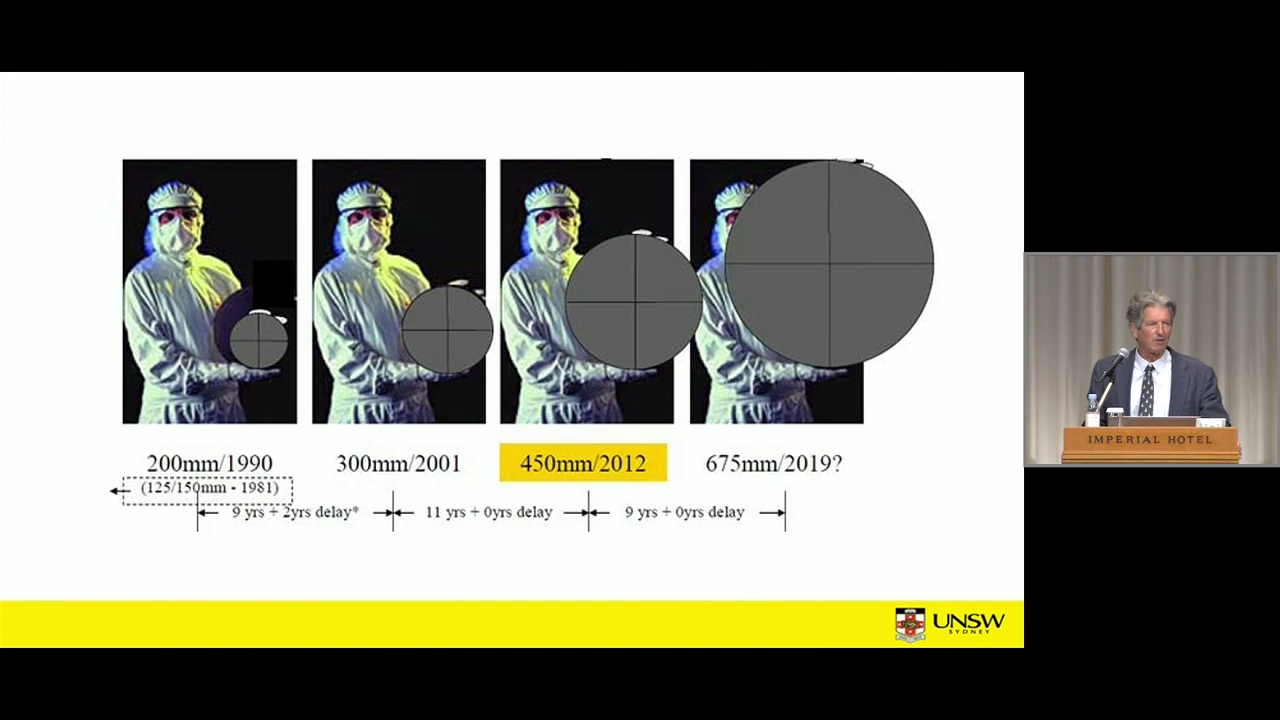 200mm/1990
300mm/2001
450mm/2012
675mm/2019?
(125/150mm - 1981)
9 yrs + 2yrs delay*
11 yrs + 0yrs delay
9 yrs + 0yrs delay
UNSW
SYDNEY
IMPERIAL HOTEL